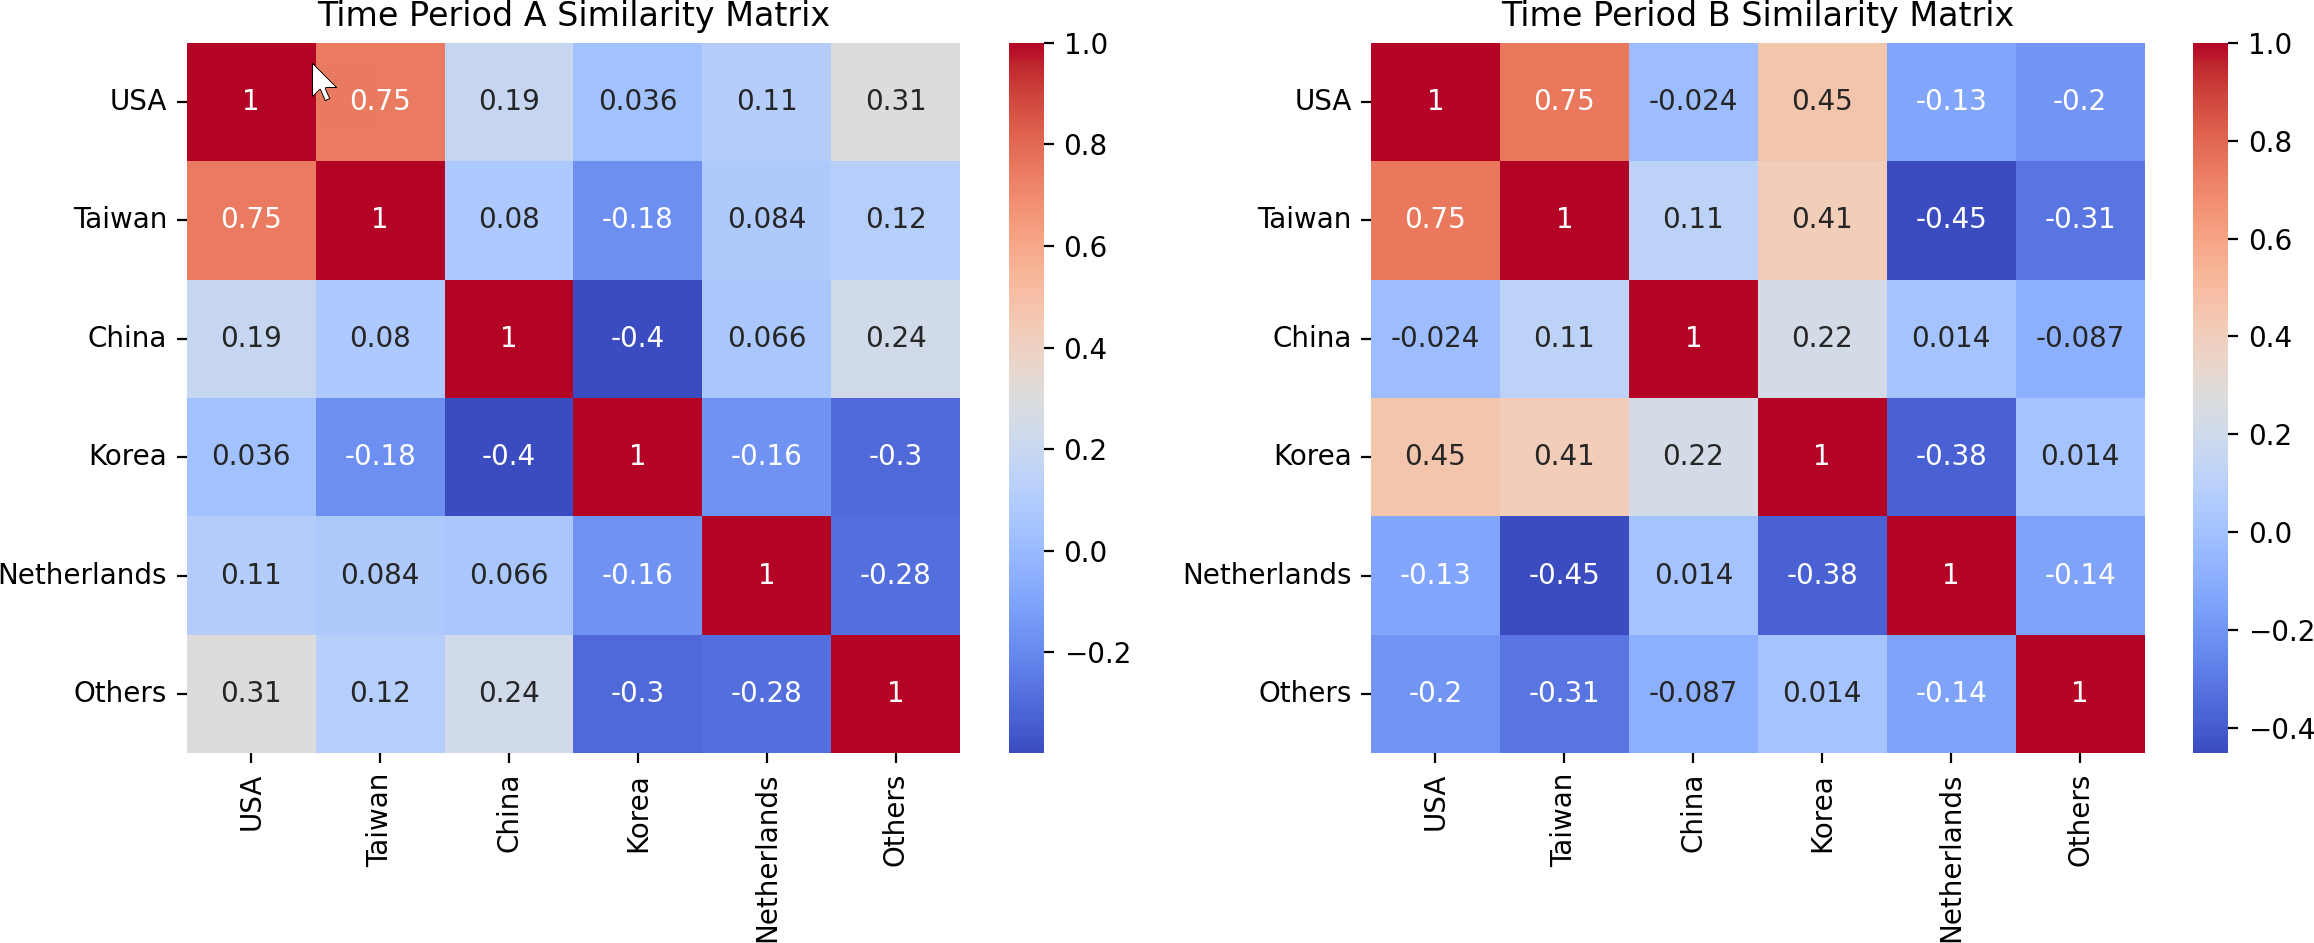 Time Period A Similarity Matrix
USA 1 0.75 0.19 0.036 0.11 0.31
Taiwan 0.75 1 0.08 -0.18 0.084 0.12
China 0.19 0.08 1 -0.4 0.066 0.24
Korea 0.036 -0.18 -0.4 1 -0.16 -0.3
Netherlands 0.11 0.084 0.066 -0.16 1 -0.28
Others 0.31 0.12 0.24 -0.3 -0.28 1
USA Taiwan China Korea Netherlands Others
1.0
0.8
0.6
0.4
0.2
0.0
−0.2
Time Period B Similarity Matrix
USA 1 0.75 -0.024 0.45 -0.13 -0.2
Taiwan 0.75 1 0.11 0.41 -0.45 -0.31
China -0.024 0.11 1 0.22 0.014 -0.087
Korea 0.45 0.41 0.22 1 -0.38 0.014
Netherlands -0.13 -0.45 0.014 -0.38 1 -0.14
Others -0.2 -0.31 -0.087 0.014 -0.14 1
USA Taiwan China Korea Netherlands Others
1.0
0.8
0.6
0.4
0.2
0.0
−0.2
−0.4